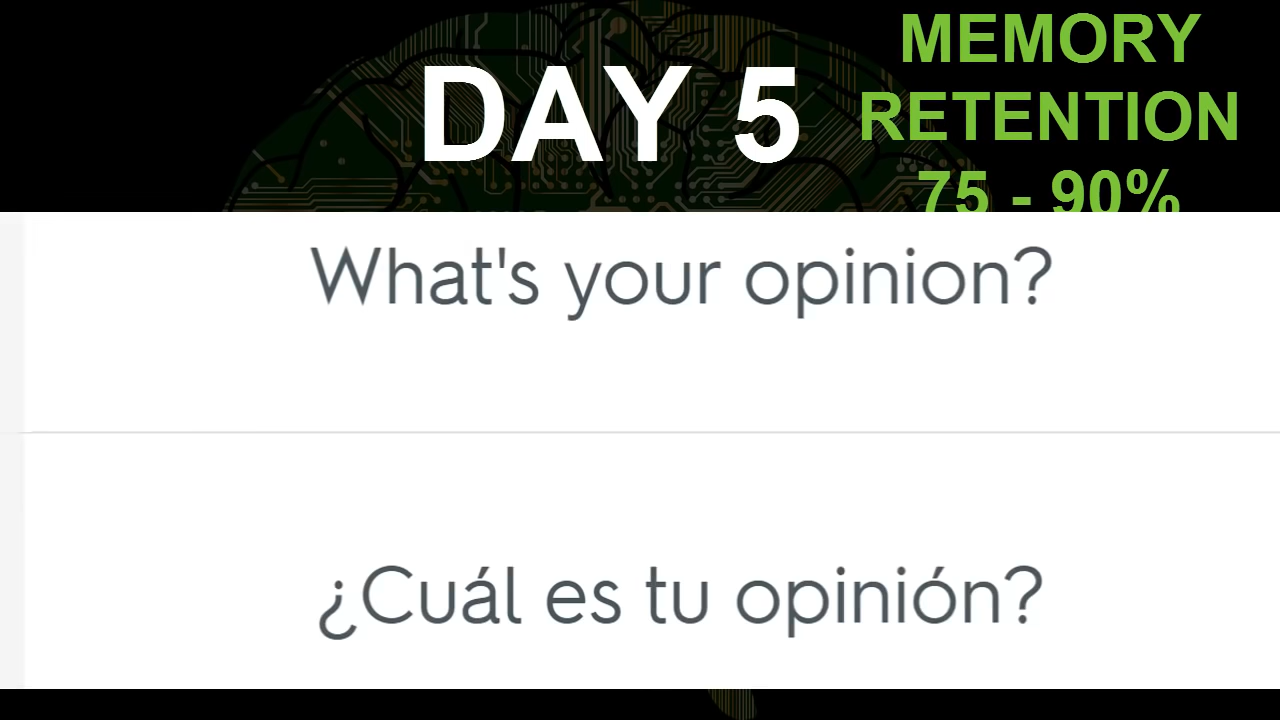 DAY 5
MEMORY
RETENTION
75 - 90%
What's your opinion?
¿Cuál es tu opinión?